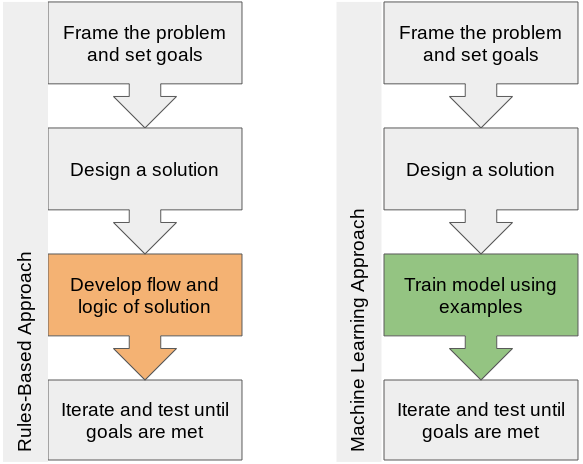 Rules-Based Approach
Frame the problem
and set goals
Design a solution
Develop flow and
logic of solution
Iterate and test until
goals are met
Machine Learning Approach
Frame the problem
and set goals
Design a solution
Train model using
examples
Iterate and test until
goals are met